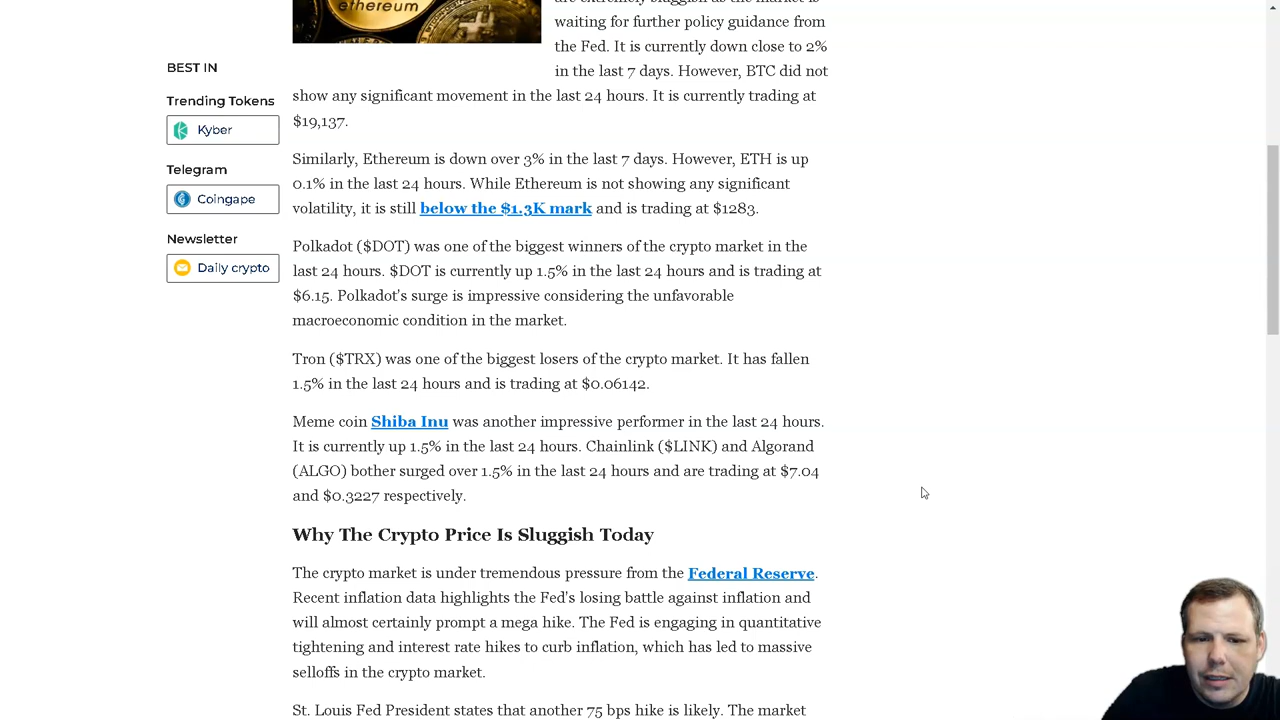 ethereum
are extremely sluggish as the market is
waiting for further policy guidance from
the Fed. It is currently down close to 2%
in the last 7 days. However, BTC did not
show any significant movement in the last 24 hours. It is currently trading at
$19,137.
BEST IN
Trending Tokens
Kyber
Telegram
Coingape
Newsletter
Daily crypto
Similarly, Ethereum is down over 3% in the last 7 days. However, ETH is up
0.1% in the last 24 hours. While Ethereum is not showing any significant
volatility, it is still below the $1.3K mark and is trading at $1283.
Polkadot ($DOT) was one of the biggest winners of the crypto market in the
last 24 hours. $DOT is currently up 1.5% in the last 24 hours and is trading at
$6.15. Polkadot's surge is impressive considering the unfavorable
macroeconomic condition in the market.
Tron ($TRX) was one of the biggest losers of the crypto market. It has fallen
1.5% in the last 24 hours and is trading at $0.06142.
Meme coin Shiba Inu was another impressive performer in the last 24 hours.
It is currently up 1.5% in the last 24 hours. Chainlink ($LINK) and Algorand
(ALGO) bother surged over 1.5% in the last 24 hours and are trading at $7.04
and $0.3227 respectively.
Why The Crypto Price Is Sluggish Today
The crypto market is under tremendous pressure from the Federal Reserve.
Recent inflation data highlights the Fed's losing battle against inflation and
will almost certainly prompt a mega hike. The Fed is engaging in quantitative
tightening and interest rate hikes to curb inflation, which has led to massive
selloffs in the crypto market.
St. Louis Fed President states that another 75 bps hike is likely. The market